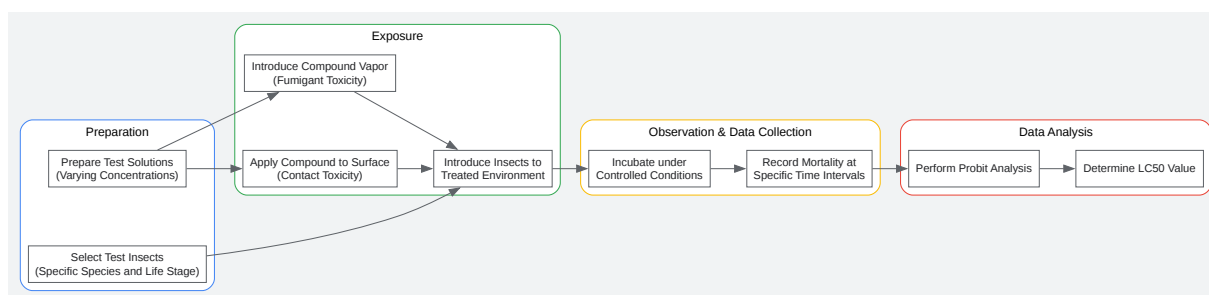 Preparation
Prepare Test Solutions
(Varying Concentrations)
Select Test Insects
(Specific Species and Life Stage)
Exposure
Introduce Compound Vapor
(Fumigant Toxicity)
Apply Compound to Surface
(Contact Toxicity)
Introduce Insects to
Treated Environment
Observation & Data Collection
Incubate under
Controlled Conditions
Record Mortality at
Specific Time Intervals
Data Analysis
Perform Probit Analysis
Determine LC50 Value